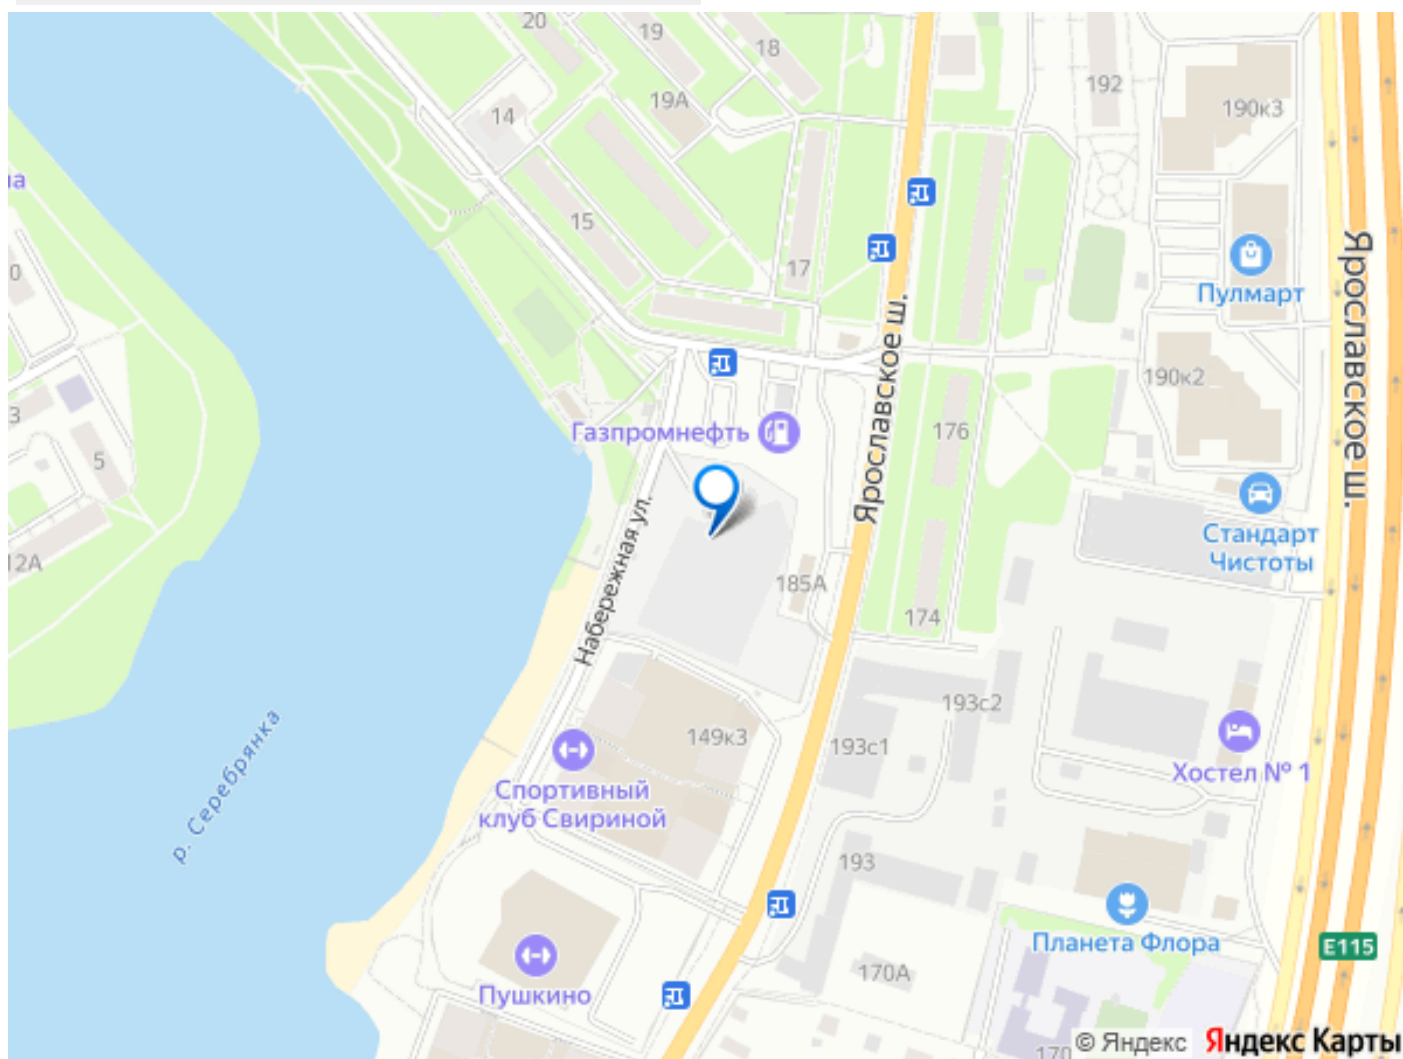 20
19
18
192
190к3
14
19А
15
17
Пулмарт
Ярославское ш.
Ярославское ш.
190к2
176
Газпромнефть
5
12А
Набережная ул.
185А
174
Стандарт
Чистоты
193с2
149к3
193с1
Хостел № 1
Спортивный
клуб Свириной
р. Серебрянка
193
Планета Флора
E115
170А
Пушкино
170
© Яндекс
Яндекс Карты